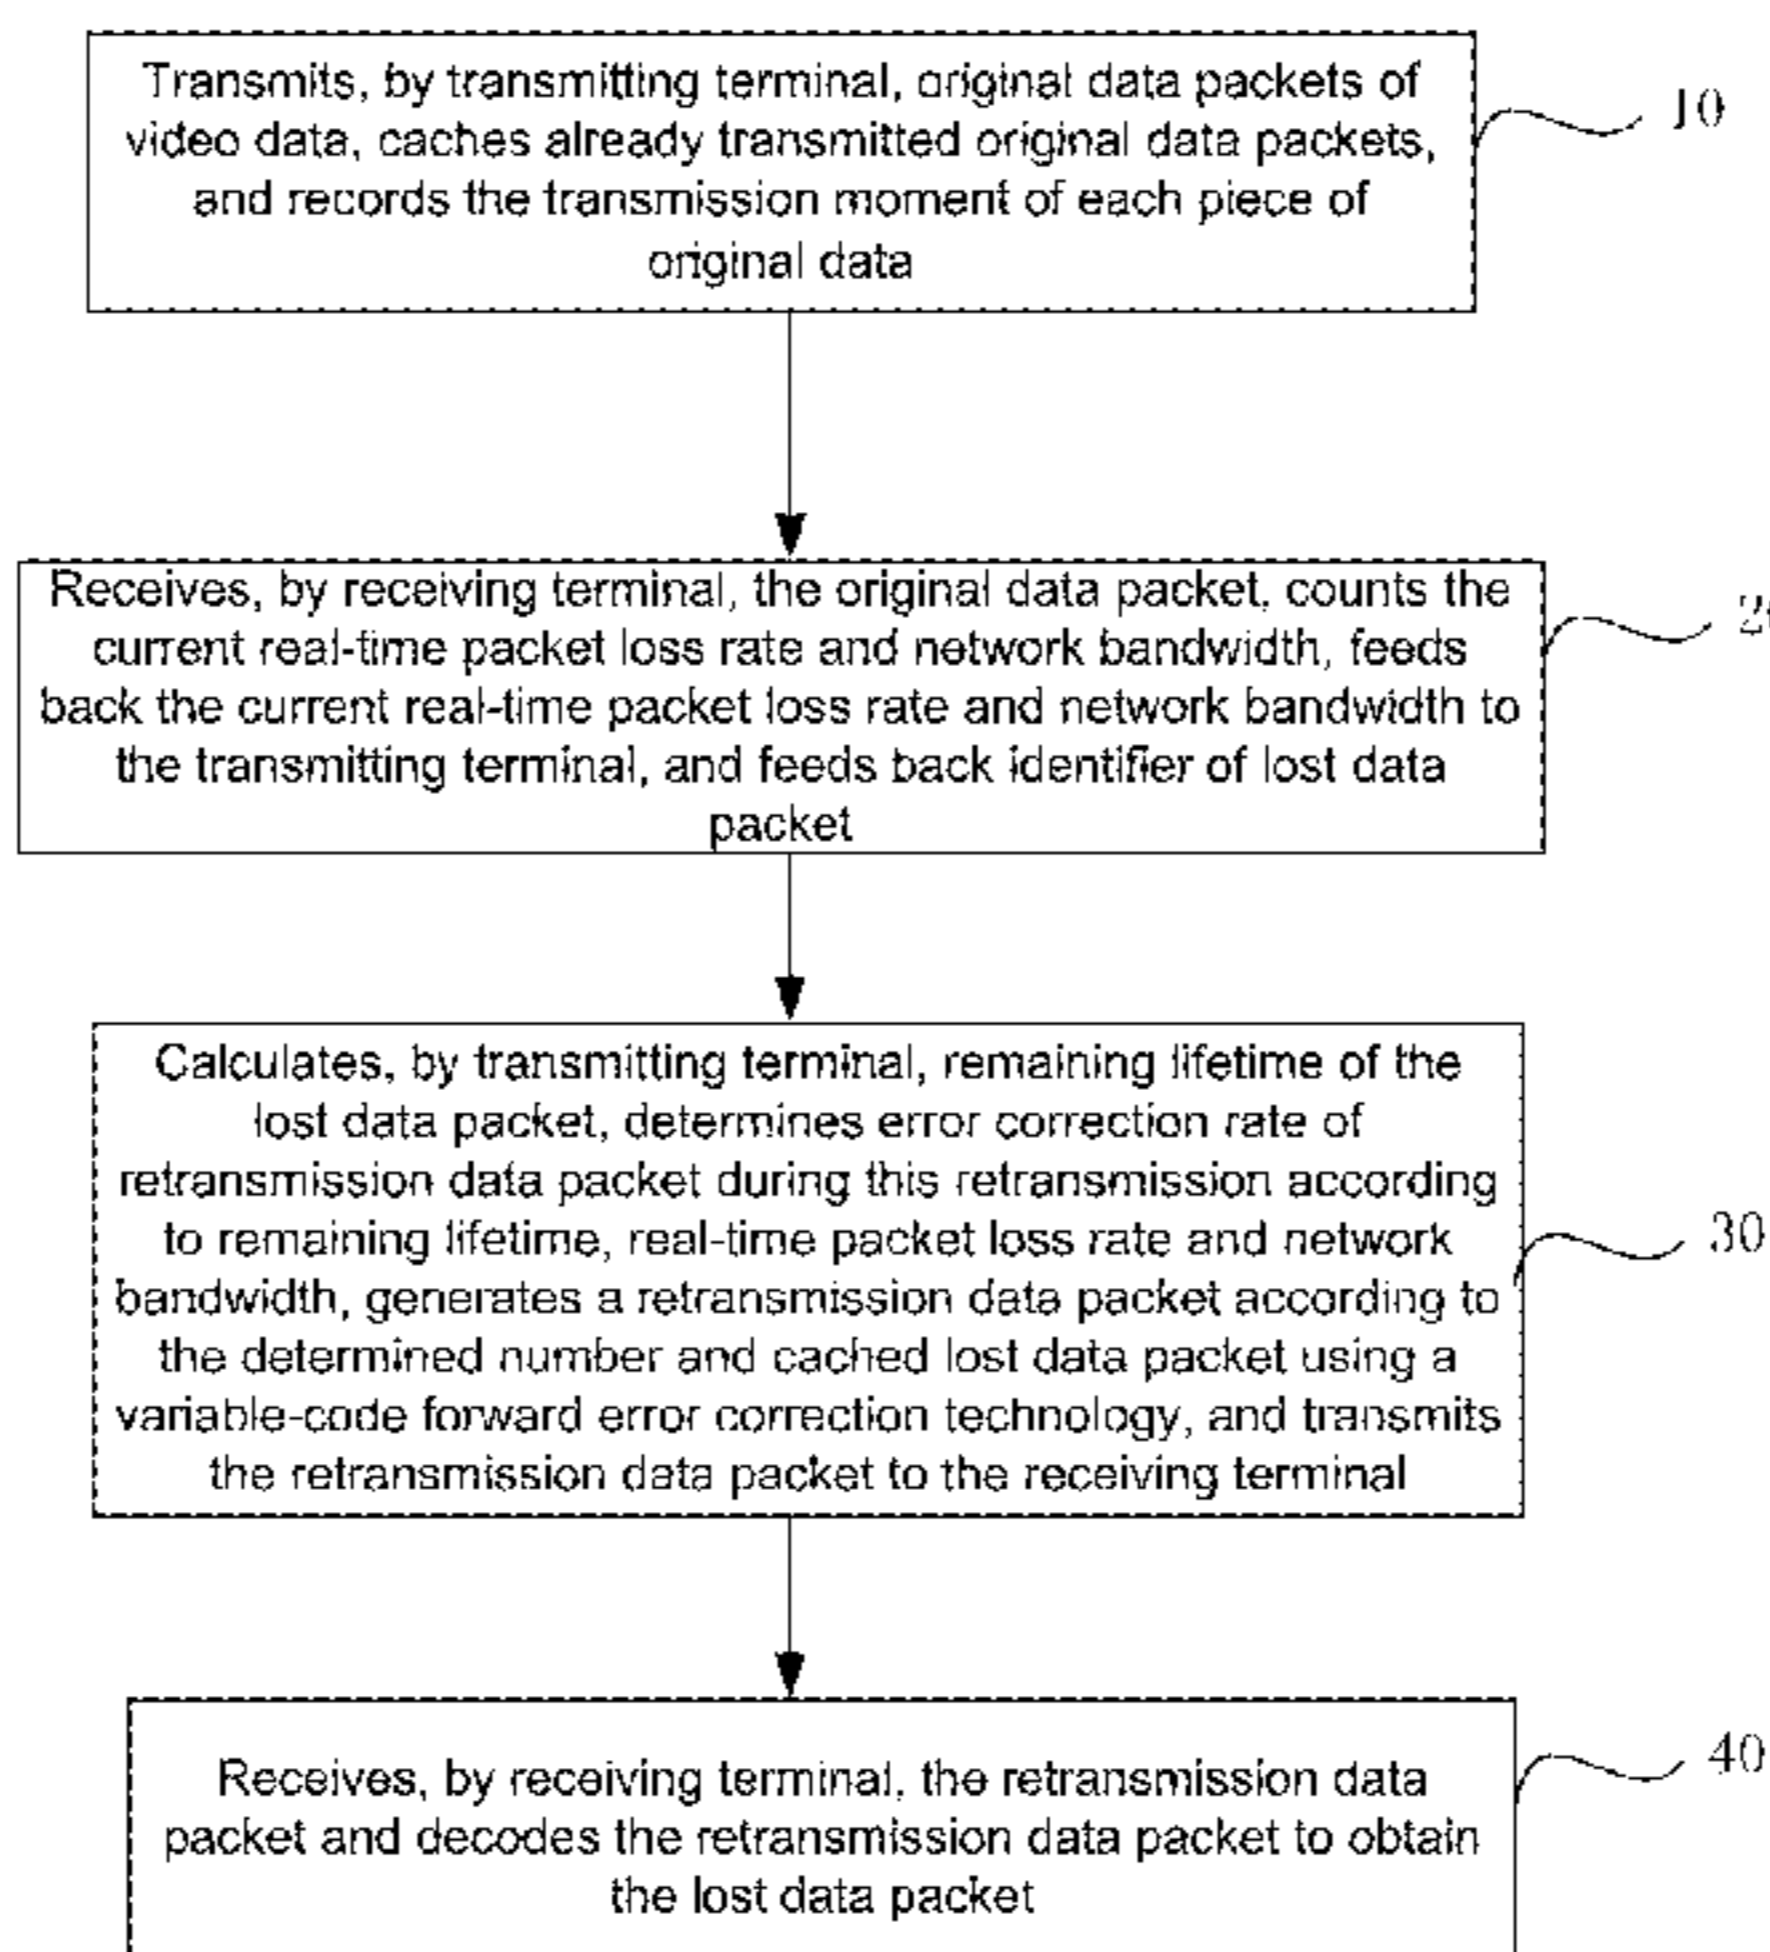 Transmits, by transmitting terminal, original data packets of
video data, caches already transmitted original data packets,
and records the transmission moment of each piece of
original data
10
Receives, by receiving terminal, the original data packet, counts the
current real-time packet loss rate and network bandwidth, feeds
back the current real-time packet loss rate and network bandwidth to
the transmitting terminal, and feeds back identifier of lost data
packet
Calculates, by transmitting terminal, remaining lifetime of the
lost data packet, determines error correction rate of
retransmission data packet during this retransmission according
to remaining lifetime, real-time packet loss rate and network
bandwidth, generates a retransmission data packet according to
the determined number and cached lost data packet using a
variable-code forward error correction technology, and transmits
the retransmission data packet to the receiving terminal
30
Receives, by receiving terminal, the retransmission data
packet and decodes the retransmission data packet to obtain
the lost data packet
40